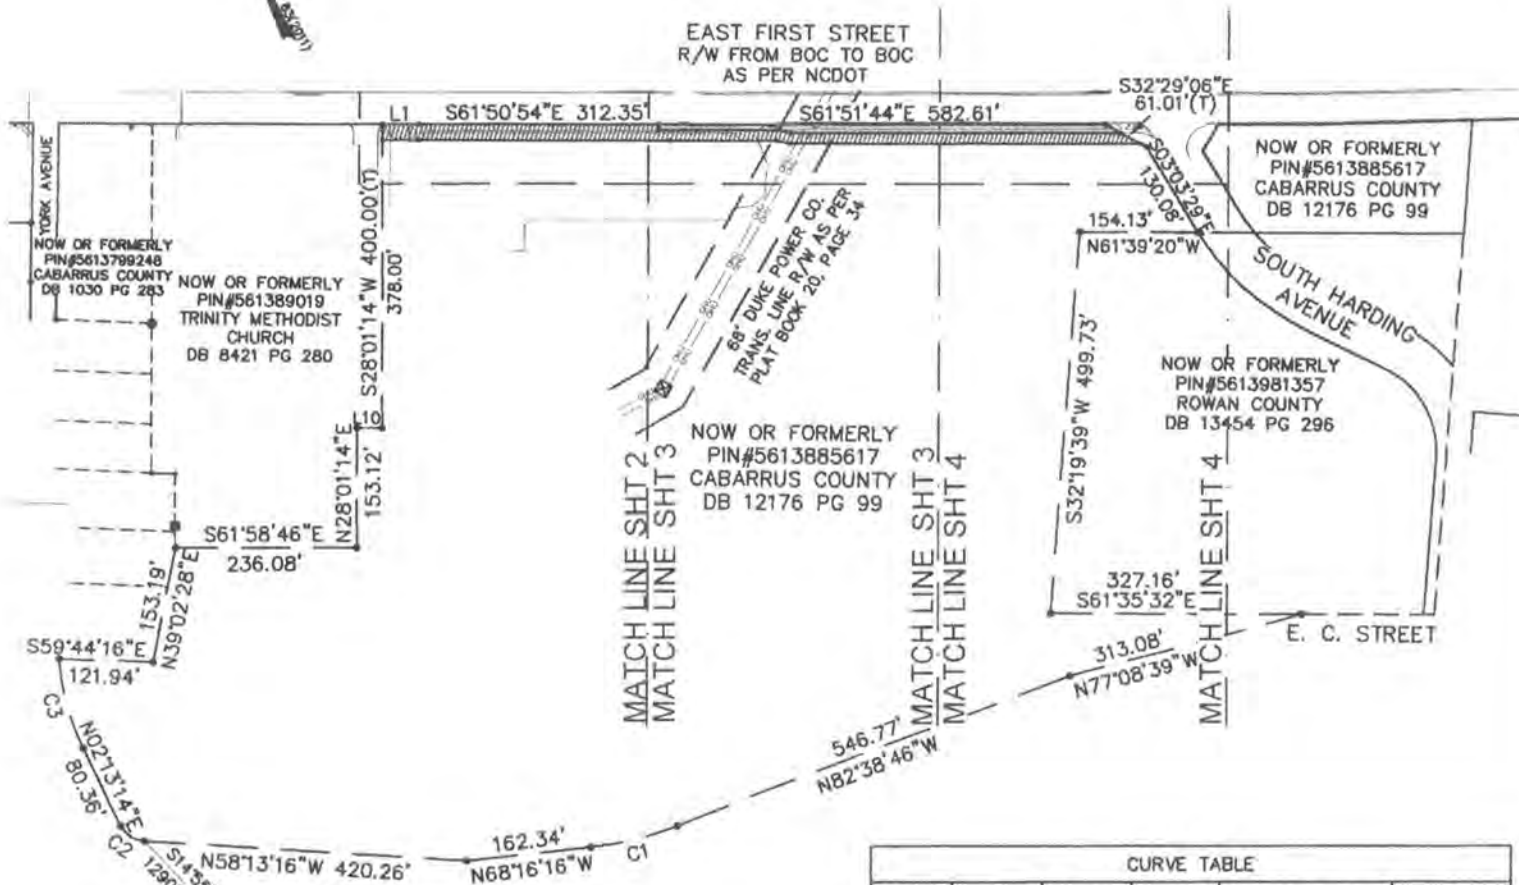 EAST FIRST STREET
R/W FROM BOC TO BOC
AS PER NCDOT
S32°29'06"E
61.01'(T)
L1
S61°50'54"E 312.35'
S61°51'44"E 582.61'
YORK AVENUE
S03°03'29"E
130.08'
NOW OR FORMERLY
PIN#5613885617
CABARRUS COUNTY
DB 12176 PG 99
NOW OR FORMERLY
PIN#5613799248
CABARRUS COUNTY
DB 1030 PG 283
NOW OR FORMERLY
PIN#561389019
TRINITY METHODIST
CHURCH
DB 8421 PG 280
S28°01'14"W 400.00'(T)
378.00'
68' DUKE POWER CO.
TRANS. LINE R/W AS PER
PLAT BOOK 20, PAGE 34
154.13'
N61°39'20"W
SOUTH HARDING
AVENUE
S32°19'39"W 499.73'
NOW OR FORMERLY
PIN#5613981357
ROWAN COUNTY
DB 13454 PG 296
L10
N28°01'14"E
153.12'
NOW OR FORMERLY
PIN#5613885617
CABARRUS COUNTY
DB 12176 PG 99
MATCH LINE SHT 2
MATCH LINE SHT 3
MATCH LINE SHT 3
MATCH LINE SHT 4
MATCH LINE SHT 4
S61°58'46"E
236.08'
153.19'
N39°02'28"E
327.16'
S61°35'32"E
E. C. STREET
S59°44'16"E
121.94'
313.08'
N77°08'39"W
C3
N02°13'14"E
80.36'
546.77'
N82°38'46"W
C2
N58°13'16"W 420.26'
162.34'
N68°16'16"W
C1
CURVE TABLE